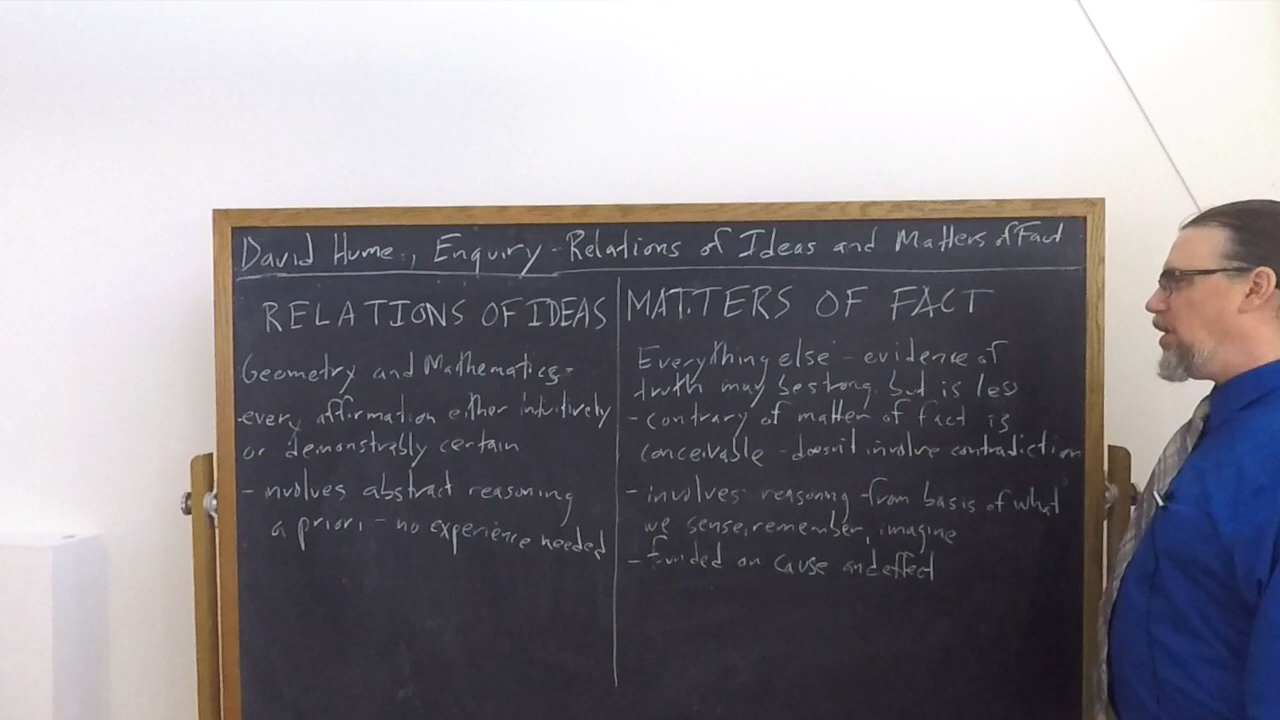 David Hume, Enquiry - Relations of Ideas and Matters of Fact
RELATIONS OF IDEAS
Geometry and Mathematics -
every affirmation either intuitively
or demonstrably certain
- involves abstract reasoning
a priori - no experience needed
MATTERS OF FACT
Everything else - evidence of
truth may be strong, but is less
- contrary of matter of fact is
conceivable - doesn't involve contradiction
- involves reasoning from basis of what
we sense, remember, imagine
- founded on cause and effect